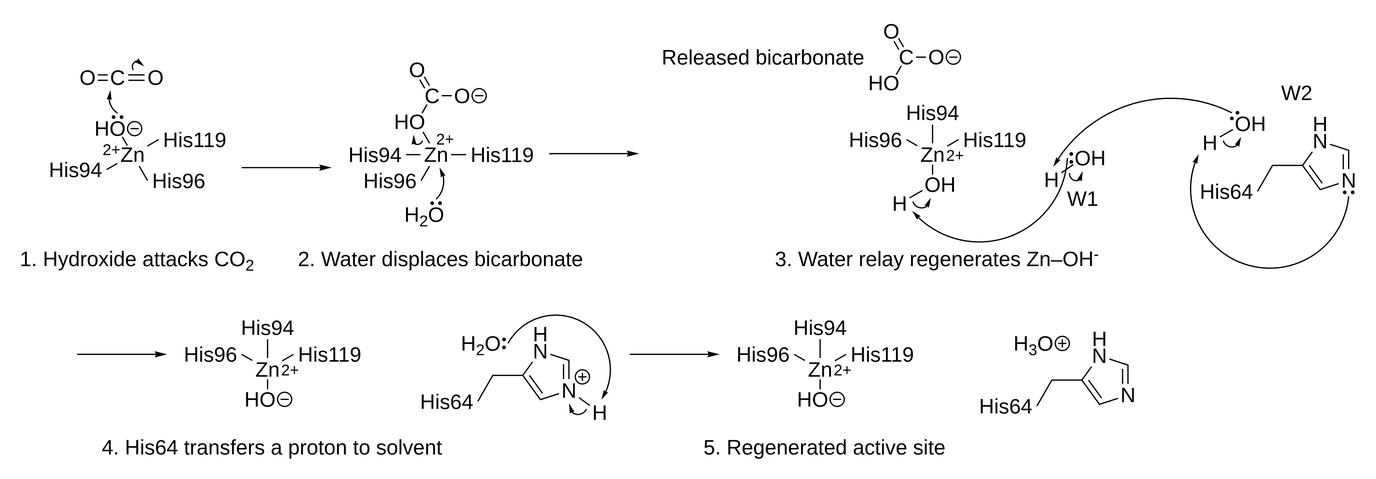 O=C=O
HO⊖
2+Zn
His119
His94
His96
1. Hydroxide attacks CO2
O
C–O⊖
HO
2+
His94–Zn–His119
His96
H2O
2. Water displaces bicarbonate
Released bicarbonate
O
C–O⊖
HO
His94
His96
His119
Zn2+
OH
H
OH
H
W1
W2
OH
H
His64
H
N
N
3. Water relay regenerates Zn–OH-
His94
His96
His119
Zn2+
HO⊖
H2O:
H
N
⊕
N
H
His64
4. His64 transfers a proton to solvent
His94
His96
His119
Zn2+
HO⊖
H3O⊕
H
N
N
His64
5. Regenerated active site